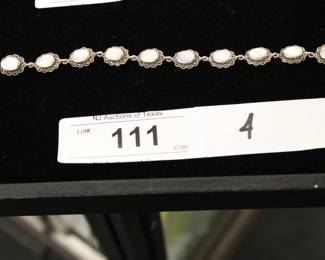 NJ Auctions of Texas
Lot#
111
4